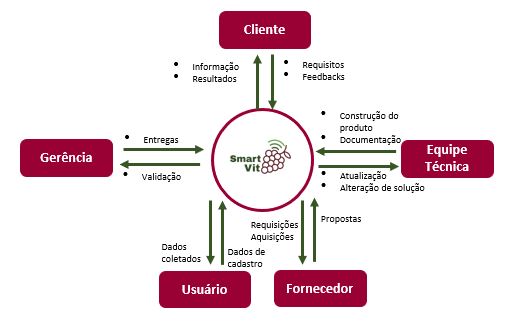 Cliente
• Informação
• Resultados
• Requisitos
• Feedbacks
• Construção do
produto
• Documentação
Gerência
• Entregas
• Validação
Smart
Vit
Equipe
Técnica
• Atualização
• Alteração de solução
Requisições
Aquisições
Propostas
Dados
coletados
Dados de
cadastro
Usuário
Fornecedor